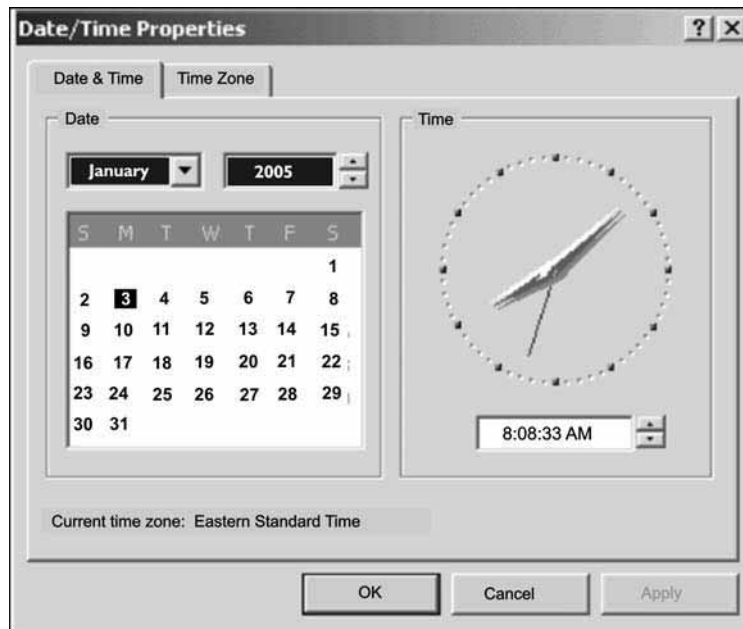 Date/Time Properties ? ×
Date & Time Time Zone
Date Time
January 2005
S M T W T F S
1
2 3 4 5 6 7 8
9 10 11 12 13 14 15
16 17 18 19 20 21 22
23 24 25 26 27 28 29
30 31
8:08:33 AM
Current time zone: Eastern Standard Time
OK Cancel Apply